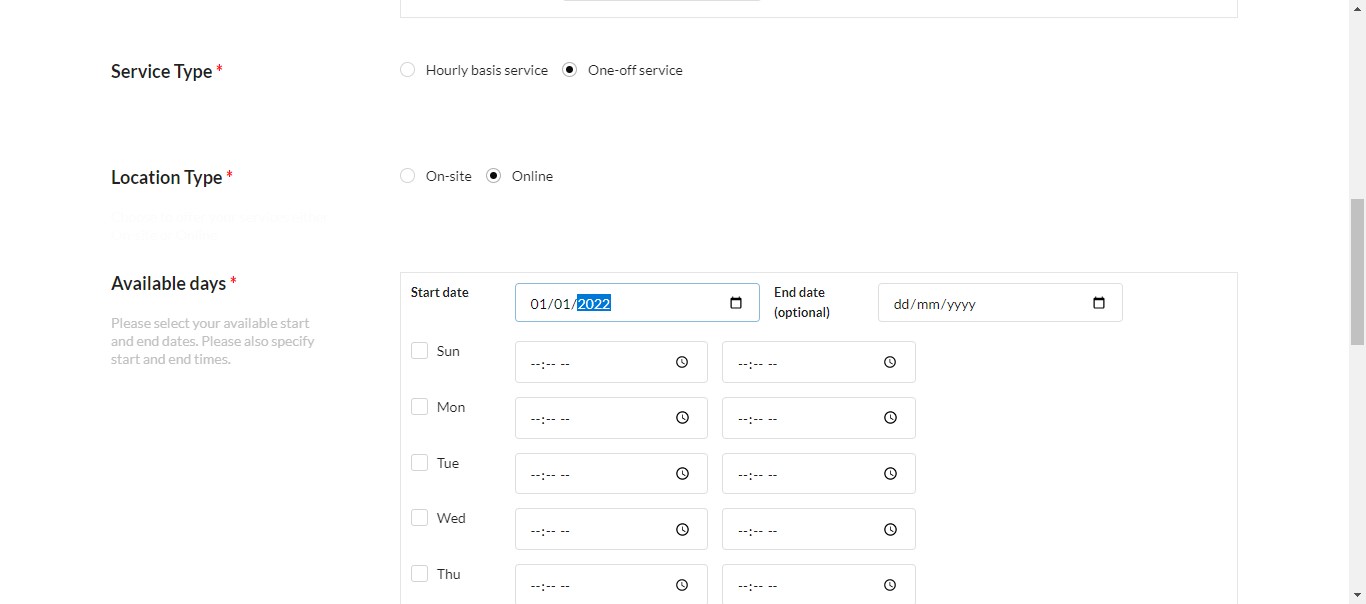 Service Type *
Hourly basis service One-off service
Location Type *
On-site Online
Available days *
Please select your available start
and end dates. Please also specify
start and end times.
Start date 01/01/2022 End date
(optional) dd/mm/yyyy
Sun --:-- -- --:-- --
Mon --:-- -- --:-- --
Tue --:-- -- --:-- --
Wed --:-- -- --:-- --
Thu --:-- -- --:-- --